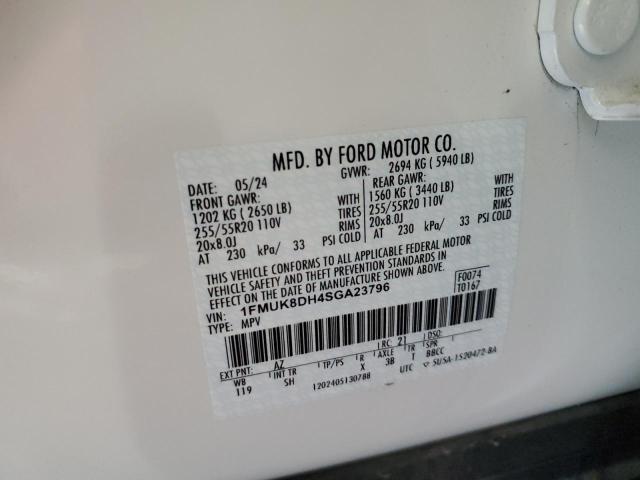 MFD. BY FORD MOTOR CO.
DATE: 05/24 GVWR: 2694 KG ( 5940 LB)
FRONT GAWR: REAR GAWR:
1202 KG ( 2650 LB) 1560 KG ( 3440 LB)
255/55R20 110V TIRES 255/55R20 110V TIRES
20x8.0J RIMS 20x8.0J RIMS
AT 230 kPa/ 33 PSI COLD AT 230 kPa/ 33 PSI COLD
THIS VEHICLE CONFORMS TO ALL APPLICABLE FEDERAL MOTOR
VEHICLE SAFETY AND THEFT PREVENTION STANDARDS IN
EFFECT ON THE DATE OF MANUFACTURE SHOWN ABOVE.
VIN: 1FMUK8DH4SGA23796 F0074
TYPE: MPV T0167
EXT PNT: AZ RC: 21 DSO:
WB INT TR TP/PS R AXLE TR SPR
119 SH X 3B T BBCC
1202405130788 UTC SU5A-1520472-BA